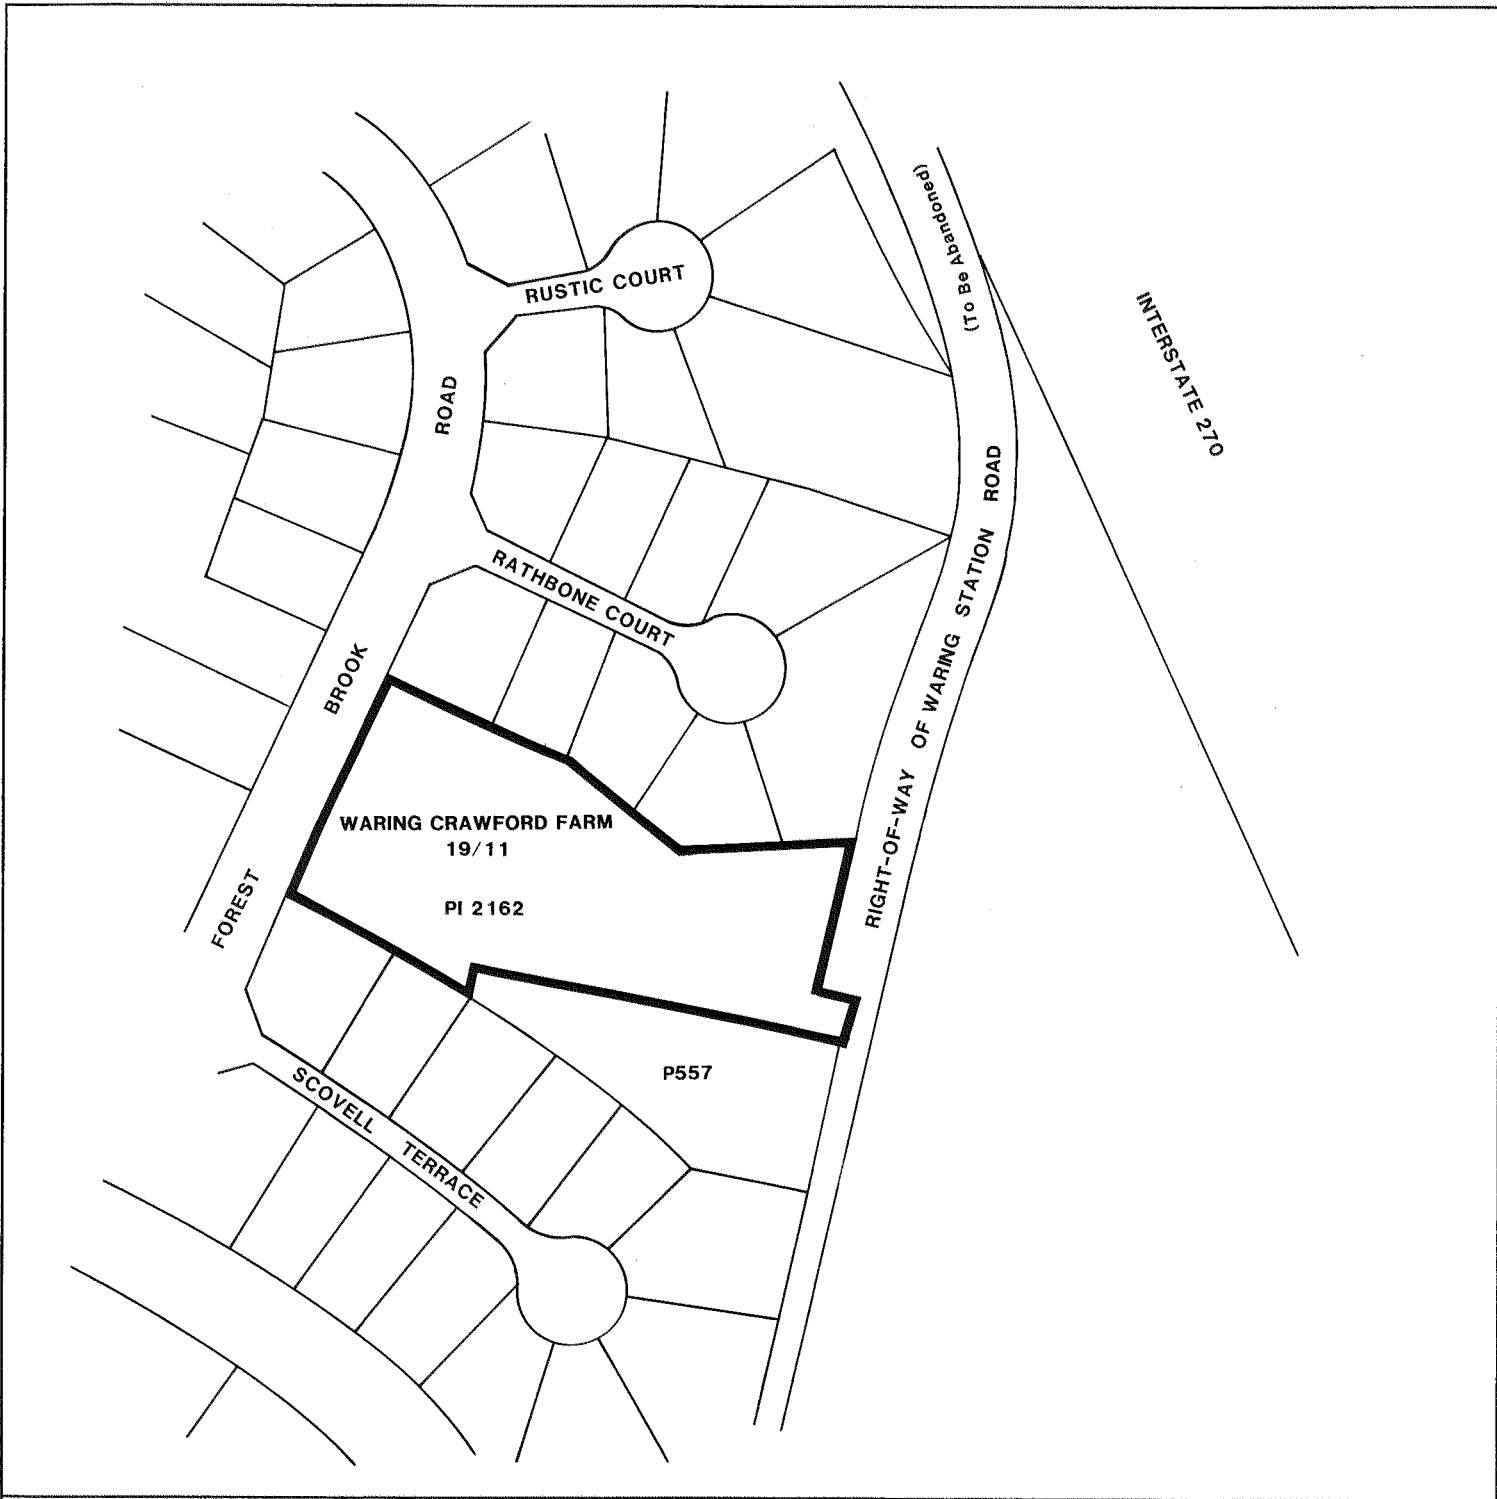 (To Be Abandoned)
RUSTIC COURT
INTERSTATE 270
RATHBONE COURT
RIGHT-OF-WAY OF WARING STATION ROAD
FOREST BROOK ROAD
WARING CRAWFORD FARM
19/11
PI 2162
P557
SCOVELL TERRACE